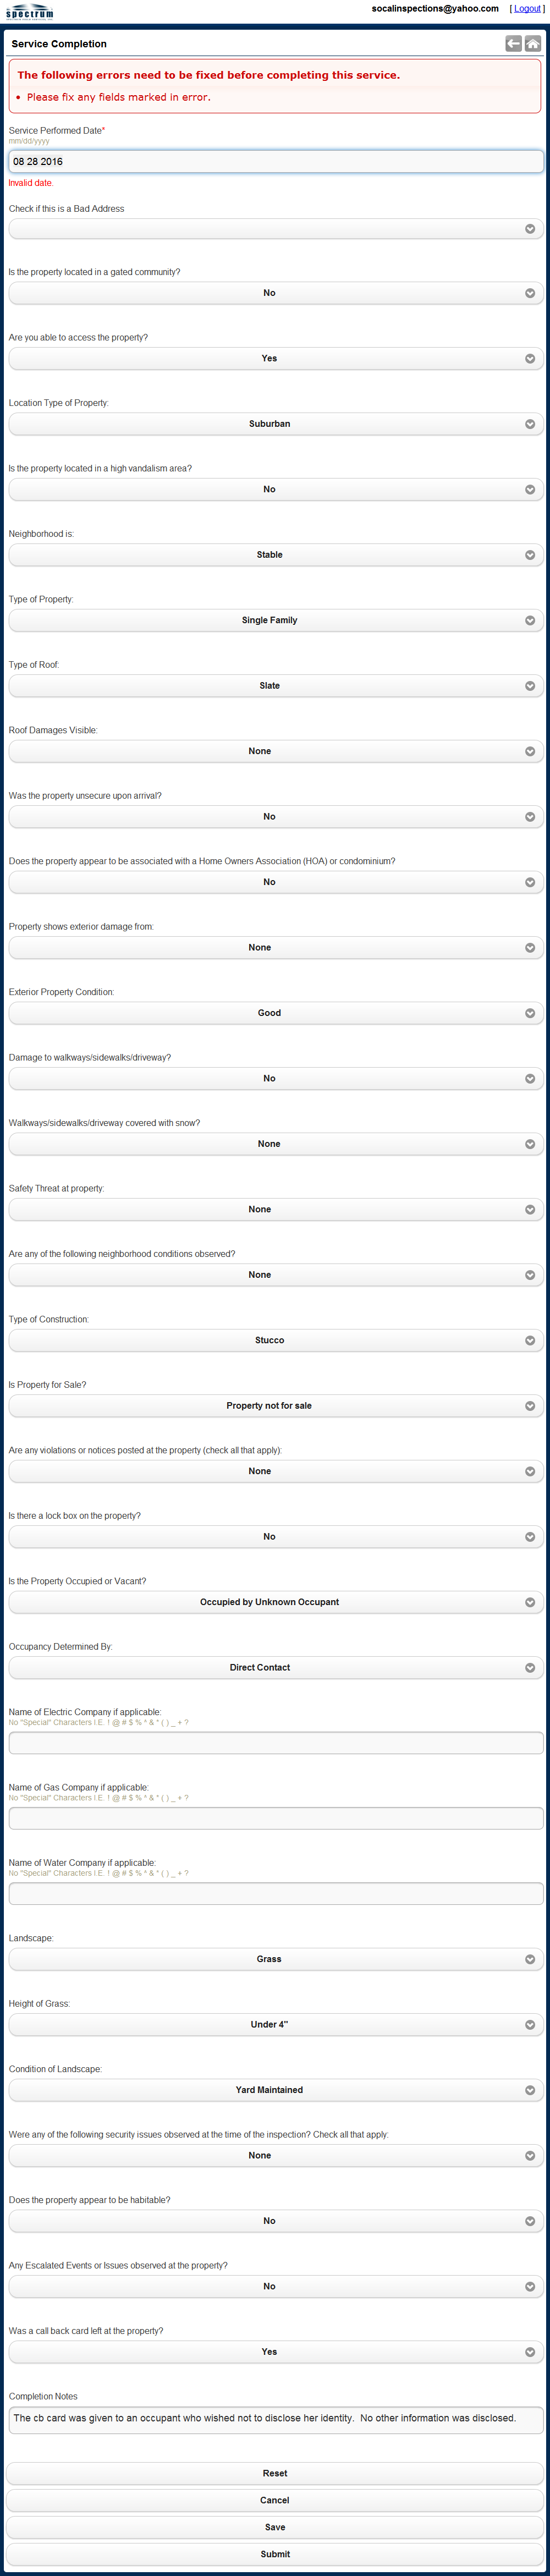 spectrum
socalinspections@yahoo.com [ Logout ]
Service Completion
The following errors need to be fixed before completing this service.
• Please fix any fields marked in error.
Service Performed Date*
mm/dd/yyyy
08 28 2016
Invalid date.
Check if this is a Bad Address
Is the property located in a gated community?
No
Are you able to access the property?
Yes
Location Type of Property:
Suburban
Is the property located in a high vandalism area?
No
Neighborhood is:
Stable
Type of Property:
Single Family
Type of Roof:
Slate
Roof Damages Visible:
None
Was the property unsecure upon arrival?
No
Does the property appear to be associated with a Home Owners Association (HOA) or condominium?
No
Property shows exterior damage from:
None
Exterior Property Condition:
Good
Damage to walkways/sidewalks/driveway?
No
Walkways/sidewalks/driveway covered with snow?
None
Safety Threat at property:
None
Are any of the following neighborhood conditions observed?
None
Type of Construction:
Stucco
Is Property for Sale?
Property not for sale
Are any violations or notices posted at the property (check all that apply):
None
Is there a lock box on the property?
No
Is the Property Occupied or Vacant?
Occupied by Unknown Occupant
Occupancy Determined By:
Direct Contact
Name of Electric Company if applicable:
No "Special" Characters I.E. ! @ # $ % ^ & * ( ) _ + ?
Name of Gas Company if applicable:
No "Special" Characters I.E. ! @ # $ % ^ & * ( ) _ + ?
Name of Water Company if applicable:
No "Special" Characters I.E. ! @ # $ % ^ & * ( ) _ + ?
Landscape:
Grass
Height of Grass:
Under 4"
Condition of Landscape:
Yard Maintained
Were any of the following security issues observed at the time of the inspection? Check all that apply:
None
Does the property appear to be habitable?
No
Any Escalated Events or Issues observed at the property?
No
Was a call back card left at the property?
Yes
Completion Notes
The cb card was given to an occupant who wished not to disclose her identity.  No other information was disclosed.
Reset
Cancel
Save
Submit